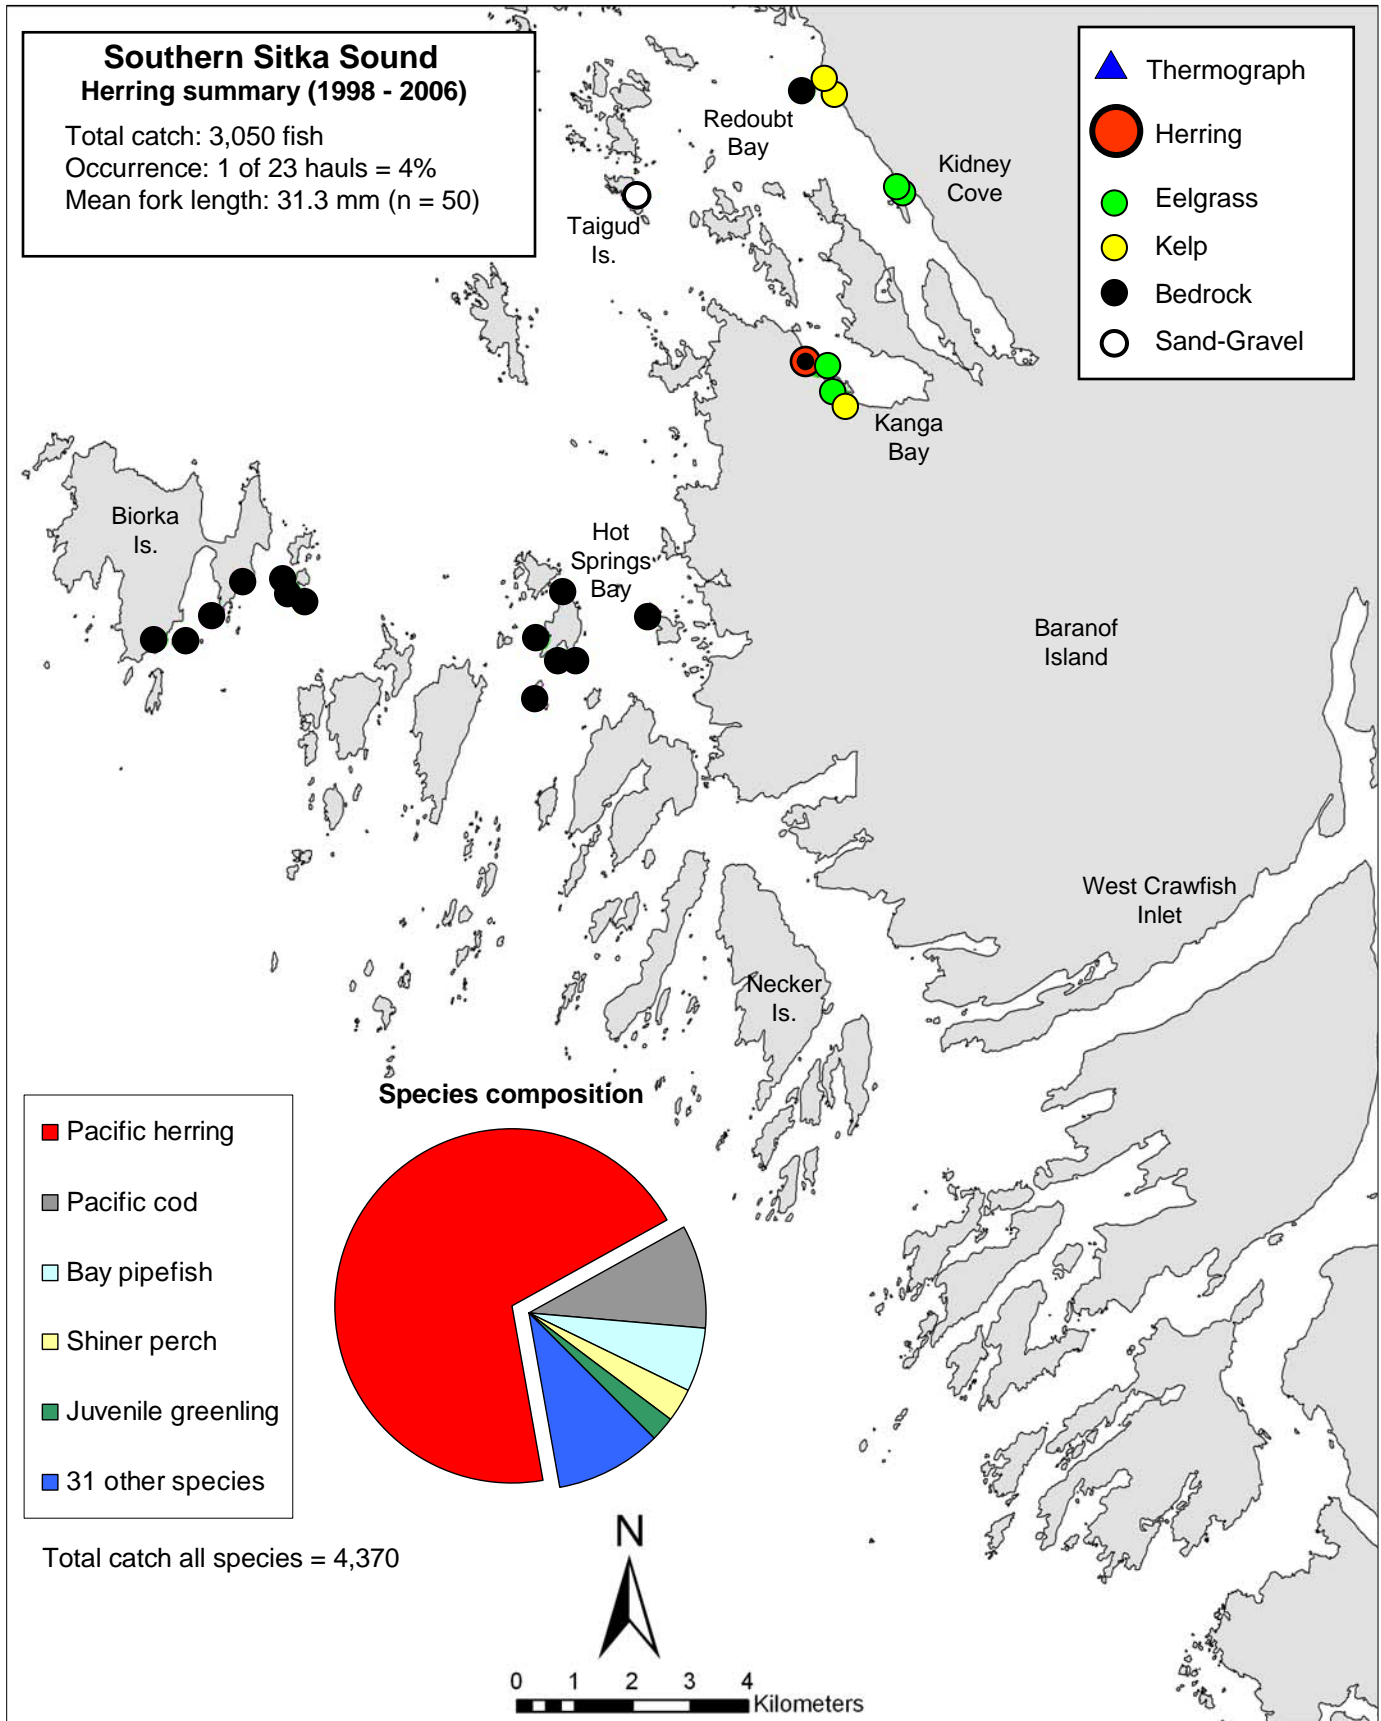 Southern Sitka Sound
Herring summary (1998 - 2006)
Total catch: 3,050 fish
Occurrence: 1 of 23 hauls = 4%
Mean fork length: 31.3 mm (n = 50)
Thermograph
Herring
Eelgrass
Kelp
Bedrock
Sand-Gravel
Redoubt
Bay
Kidney
Cove
Taigud
Is.
Kanga
Bay
Biorka
Is.
Hot
Springs
Bay
Baranof
Island
West Crawfish
Inlet
Necker
Is.
Species composition
Pacific herring
Pacific cod
Bay pipefish
Shiner perch
Juvenile greenling
31 other species
Total catch all species = 4,370
N
0 1 2 3 4
Kilometers